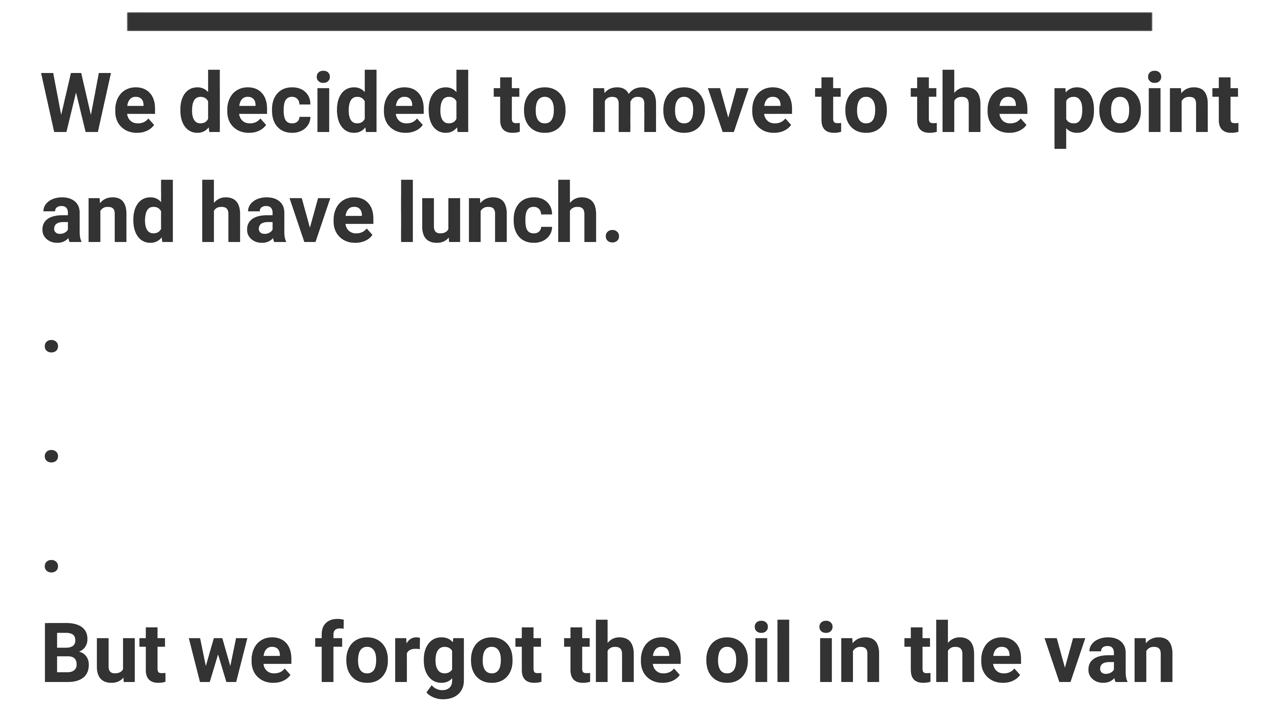 We decided to move to the point
and have lunch.
•
•
•
But we forgot the oil in the van